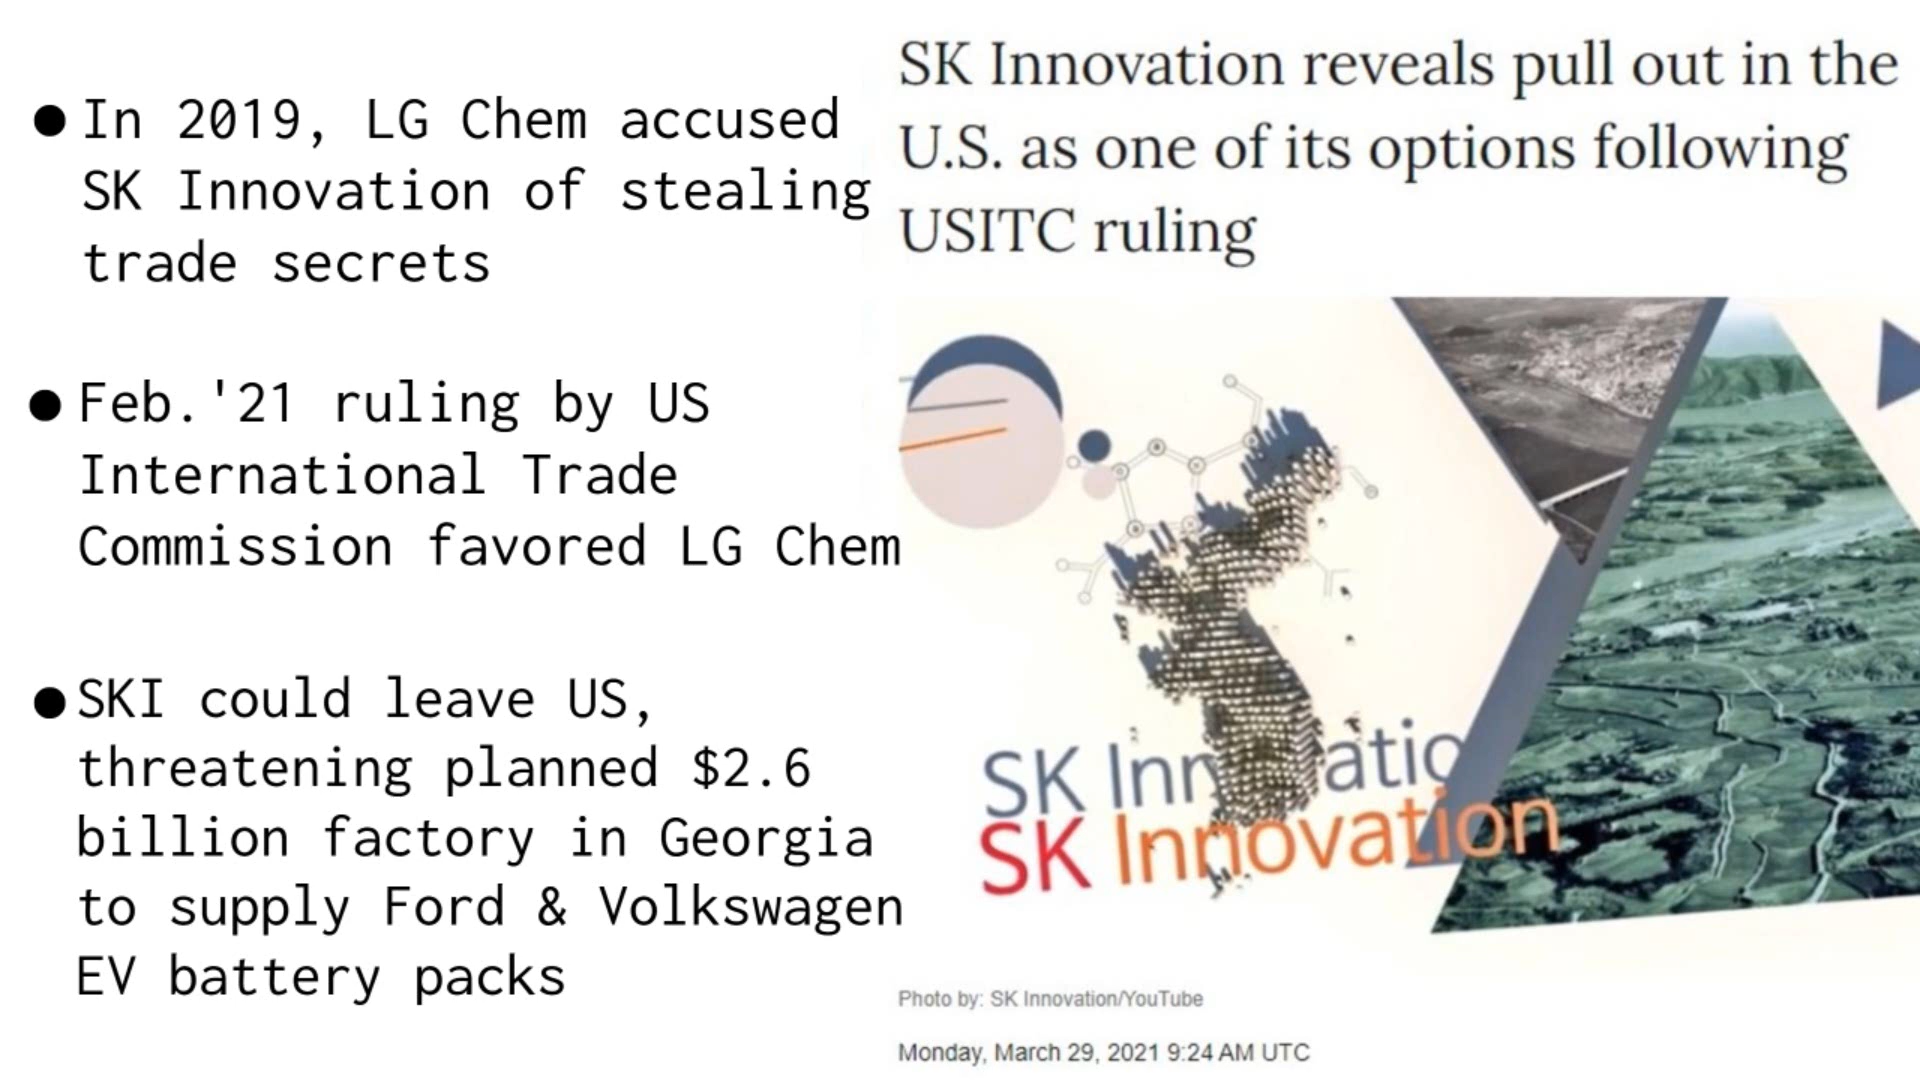 ● In 2019, LG Chem accused
SK Innovation of stealing
trade secrets
● Feb.'21 ruling by US
International Trade
Commission favored LG Chem
● SKI could leave US,
threatening planned $2.6
billion factory in Georgia
to supply Ford & Volkswagen
EV battery packs
SK Innovation reveals pull out in the
U.S. as one of its options following
USITC ruling
SK Inn atio
SK Innovation
Photo by: SK Innovation/YouTube
Monday, March 29, 2021 9:24 AM UTC